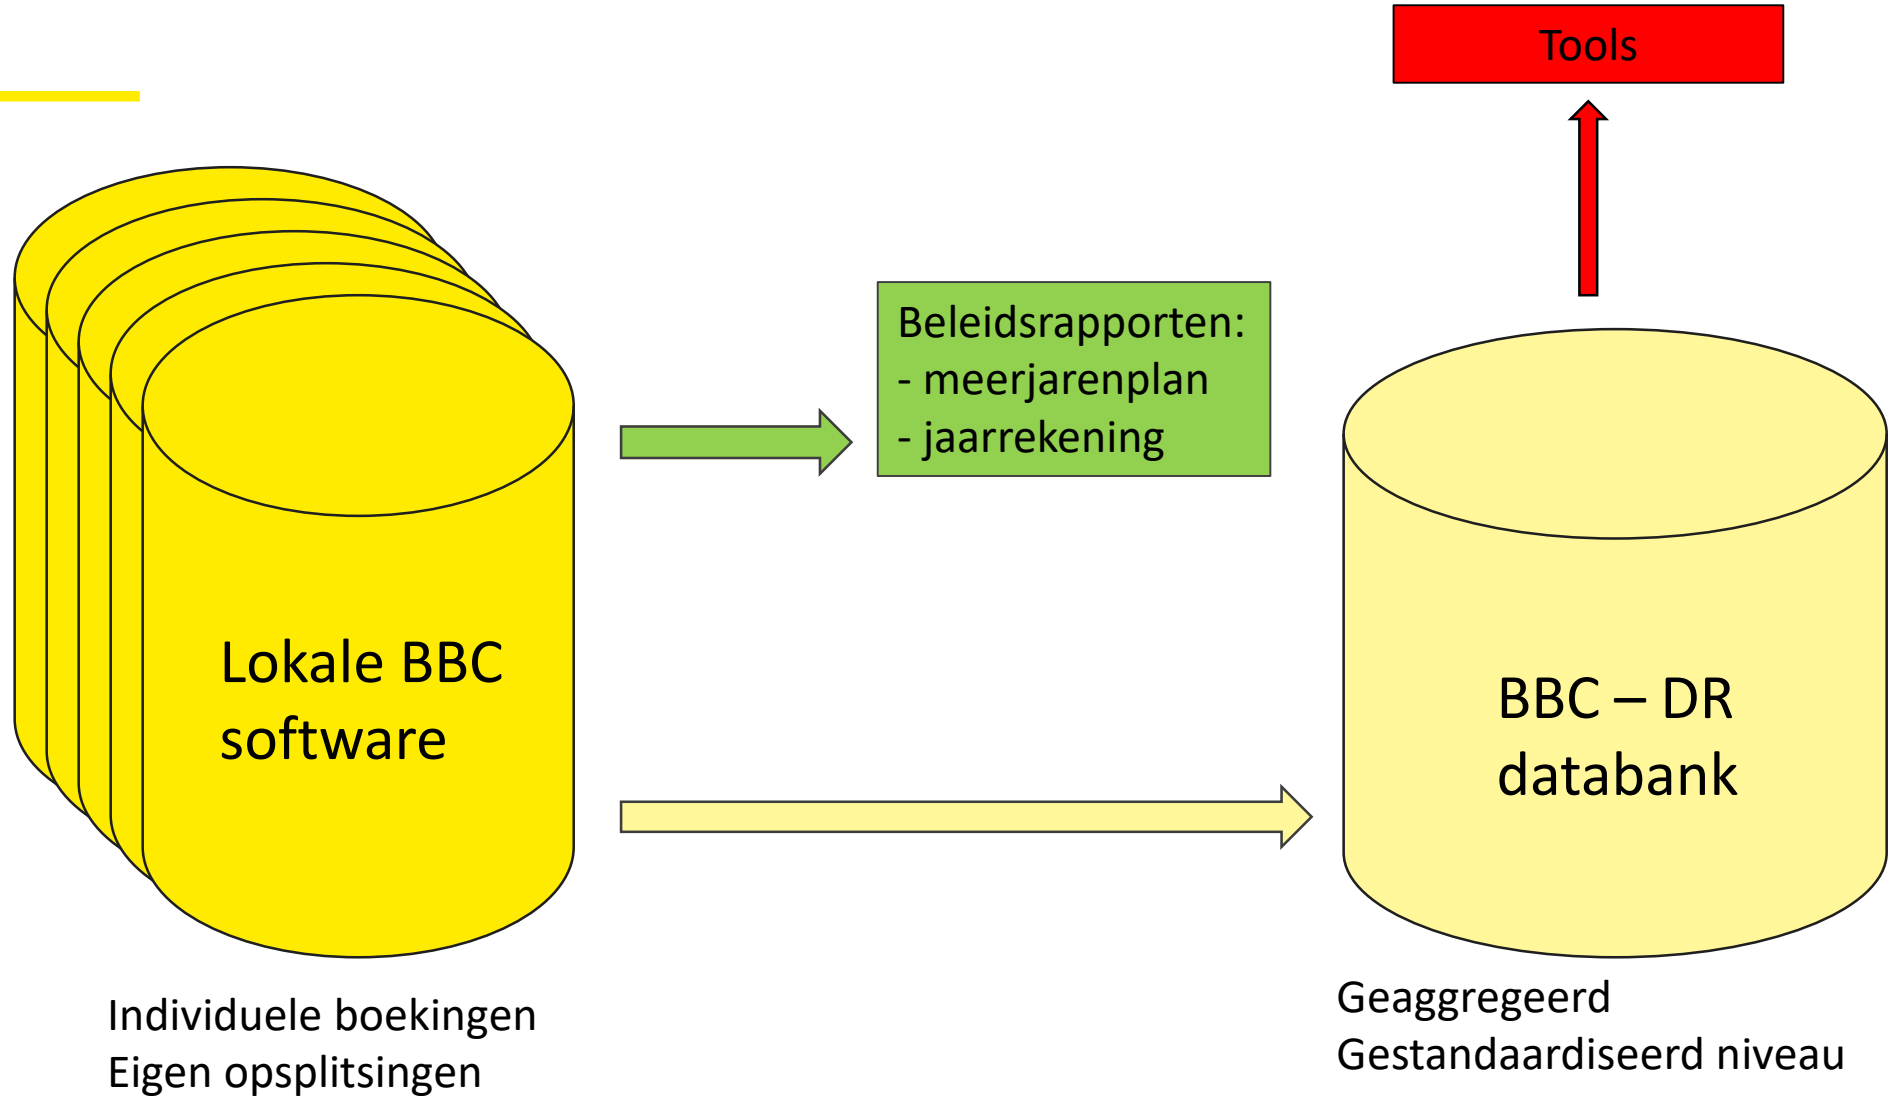 Tools
Beleidsrapporten:
- meerjarenplan
- jaarrekening
Lokale BBC
software
BBC – DR
databank
Individuele boekingen
Eigen opsplitsingen
Geaggregeerd
Gestandaardiseerd niveau